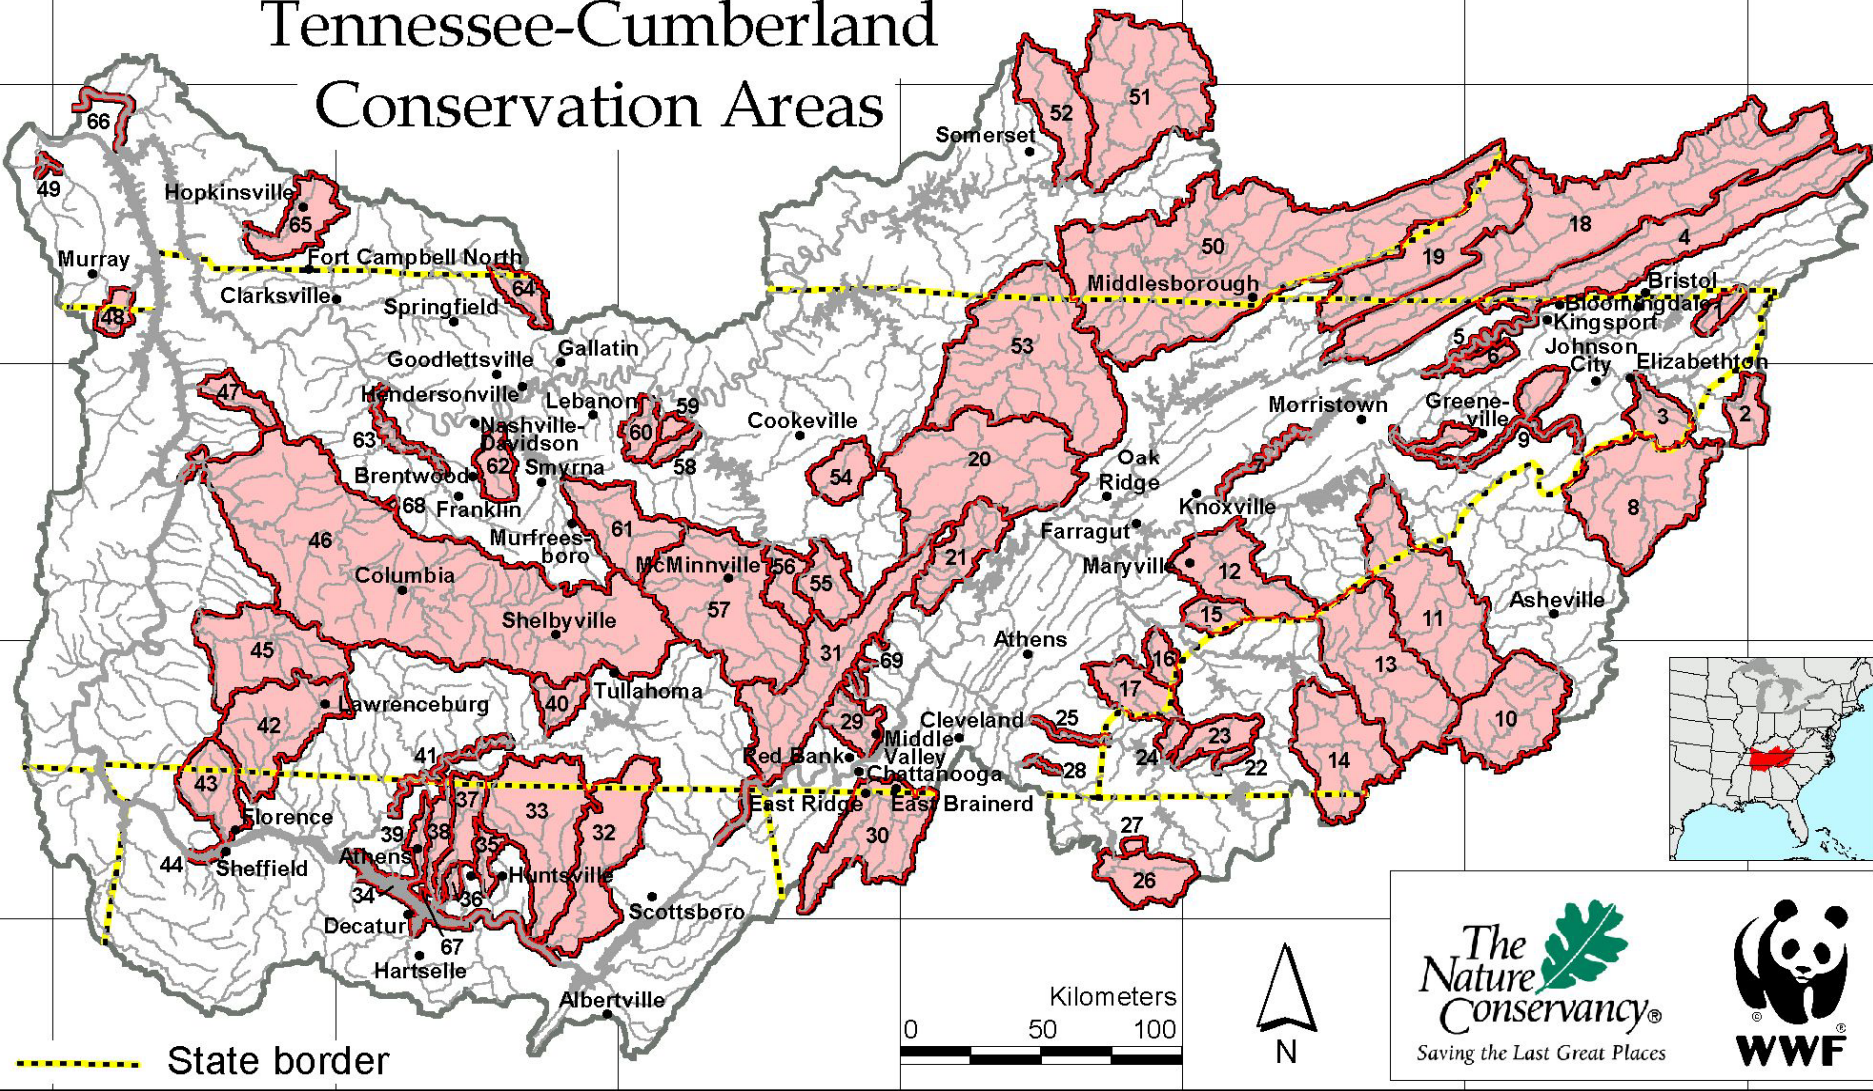 Tennessee-Cumberland
Conservation Areas
66
49
Hopkinsville
65
Murray
48
Fort Campbell North
Clarksville
Springfield
64
Somerset
52
51
50
Middlesborough
19
18
4
Bristol
Bloomingdale
Kingsport
1
5
6
Johnson
City
Elizabethton
53
Goodlettsville
Gallatin
Hendersonville
47
Lebanon
59
60
58
63
Nashville-
Davidson
Brentwood
62
Smyrna
68
Franklin
Cookeville
54
20
Oak
Ridge
Morristown
Greene-
ville
9
3
2
8
Knoxville
Farragut
21
Murfrees-
boro
61
46
Columbia
McMinnville
56
55
57
Shelbyville
Maryville
12
15
11
Asheville
45
31
69
Athens
16
13
17
42
Lawrenceburg
40
Tullahoma
29
Cleveland
25
23
24
22
10
14
41
43
Red Bank
Middle
Valley
Chattanooga
28
East Ridge
East Brainerd
Florence
37
33
32
39
38
35
30
27
44
Sheffield
Athens
34
36
Huntsville
26
Decatur
67
Scottsboro
Hartselle
Albertville
State border
Kilometers
0 50 100
N
The
Nature
Conservancy®
Saving the Last Great Places
©
®
WWF